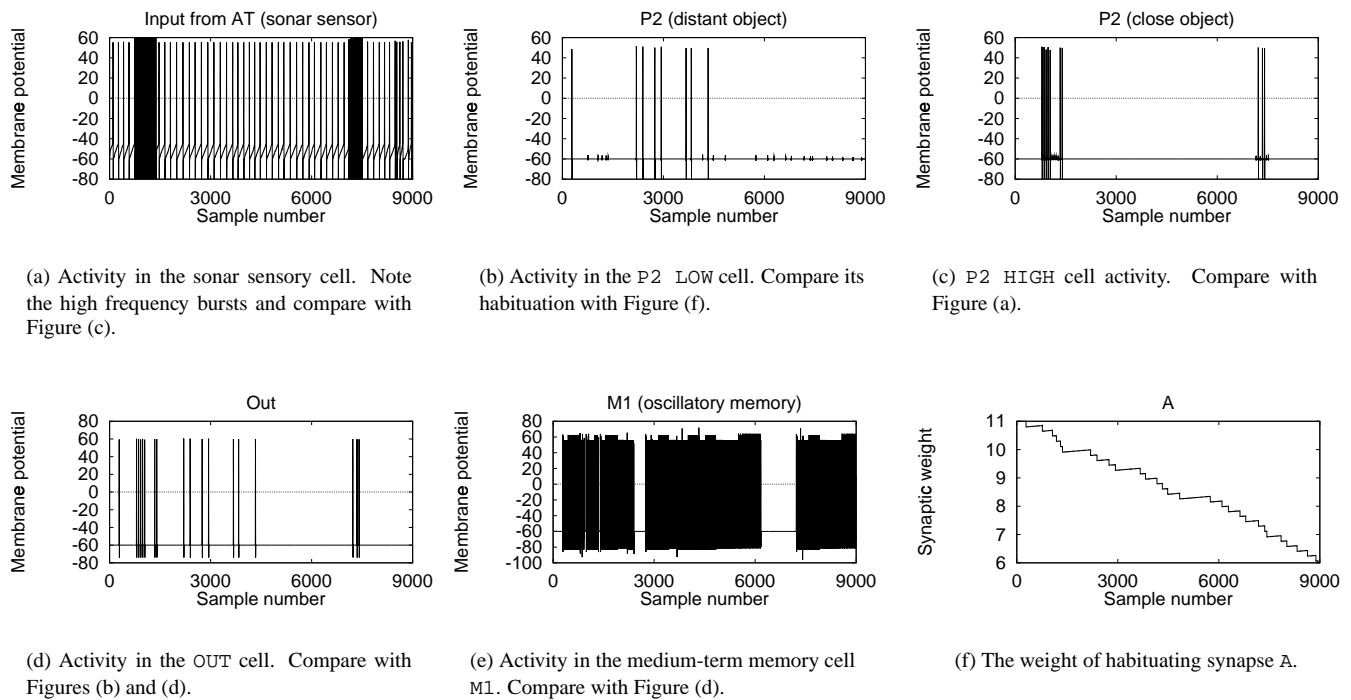 Input from AT (sonar sensor)
Membrane potential
60
40
20
0
-20
-40
-60
-80
0
3000
6000
9000
Sample number
(a) Activity in the sonar sensory cell. Note
the high frequency bursts and compare with
Figure (c).
P2 (distant object)
Membrane potential
60
40
20
0
-20
-40
-60
-80
0
3000
6000
9000
Sample number
(b) Activity in the P2 LOW cell. Compare its
habituation with Figure (f).
P2 (close object)
Membrane potential
60
40
20
0
-20
-40
-60
-80
0
3000
6000
9000
Sample number
(c) P2 HIGH cell activity. Compare with
Figure (a).
Out
Membrane potential
80
60
40
20
0
-20
-40
-60
-80
0
3000
6000
9000
Sample number
(d) Activity in the OUT cell. Compare with
Figures (b) and (d).
M1 (oscillatory memory)
Membrane potential
80
60
40
20
0
-20
-40
-60
-80
-100
0
3000
6000
9000
Sample number
(e) Activity in the medium-term memory cell
M1. Compare with Figure (d).
A
Synaptic weight
11
10
9
8
7
6
0
3000
6000
9000
Sample number
(f) The weight of habituating synapse A.